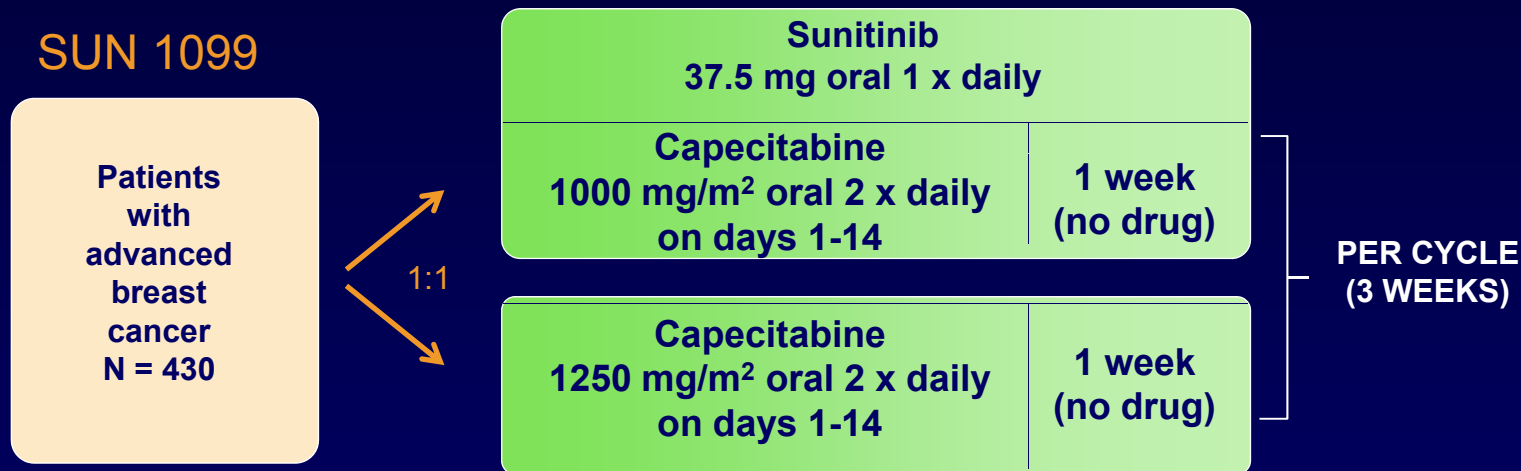 SUN 1099
Patients
with
advanced
breast
cancer
N = 430
1:1
Sunitinib
37.5 mg oral 1 x daily
Capecitabine
1000 mg/m² oral 2 x daily
on days 1-14
1 week
(no drug)
Capecitabine
1250 mg/m² oral 2 x daily
on days 1-14
1 week
(no drug)
PER CYCLE
(3 WEEKS)